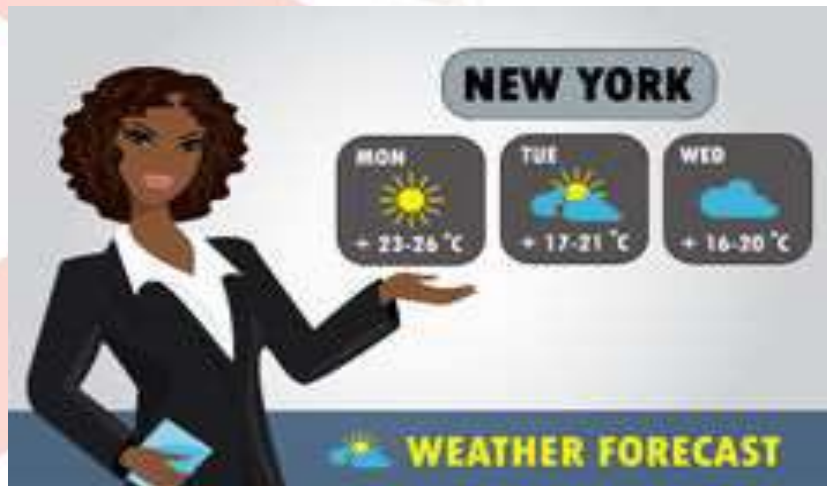 NEW YORK
MON TUE WED
+ 23-26 °C + 17-21 °C + 16-20 °C
WEATHER FORECAST